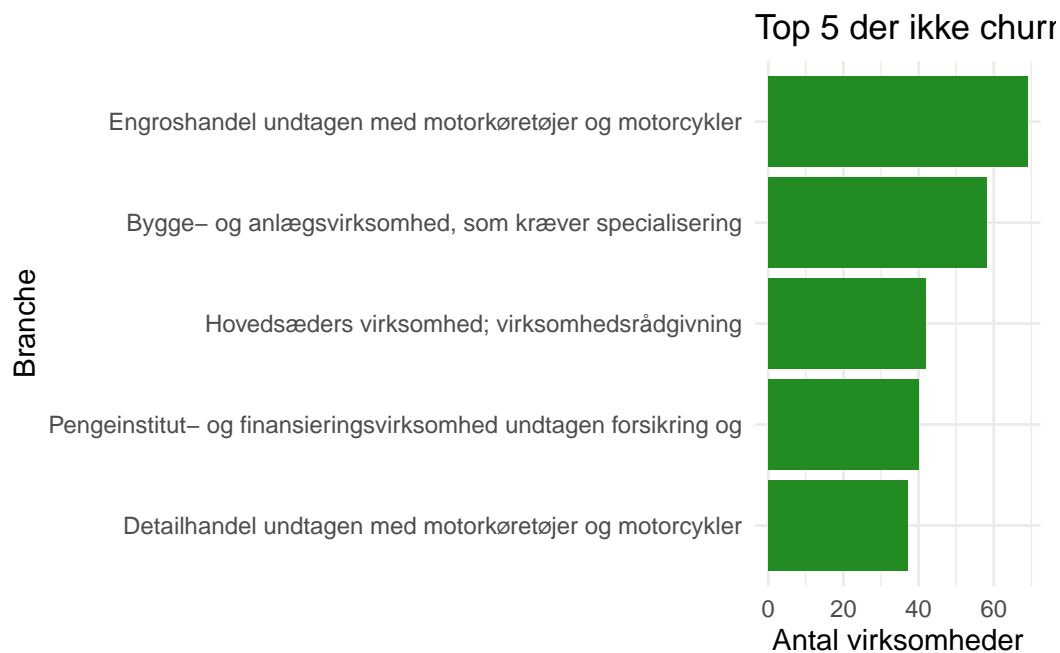 Top 5 der ikke churn
Engroshandel undtagen med motorkøretøjer og motorcykler
Bygge− og anlægsvirksomhed, som kræver specialisering
Hovedsæders virksomhed; virksomhedsrådgivning
Pengeinstitut− og finansieringsvirksomhed undtagen forsikring og
Detailhandel undtagen med motorkøretøjer og motorcykler
Branche
0 20 40 60
Antal virksomheder